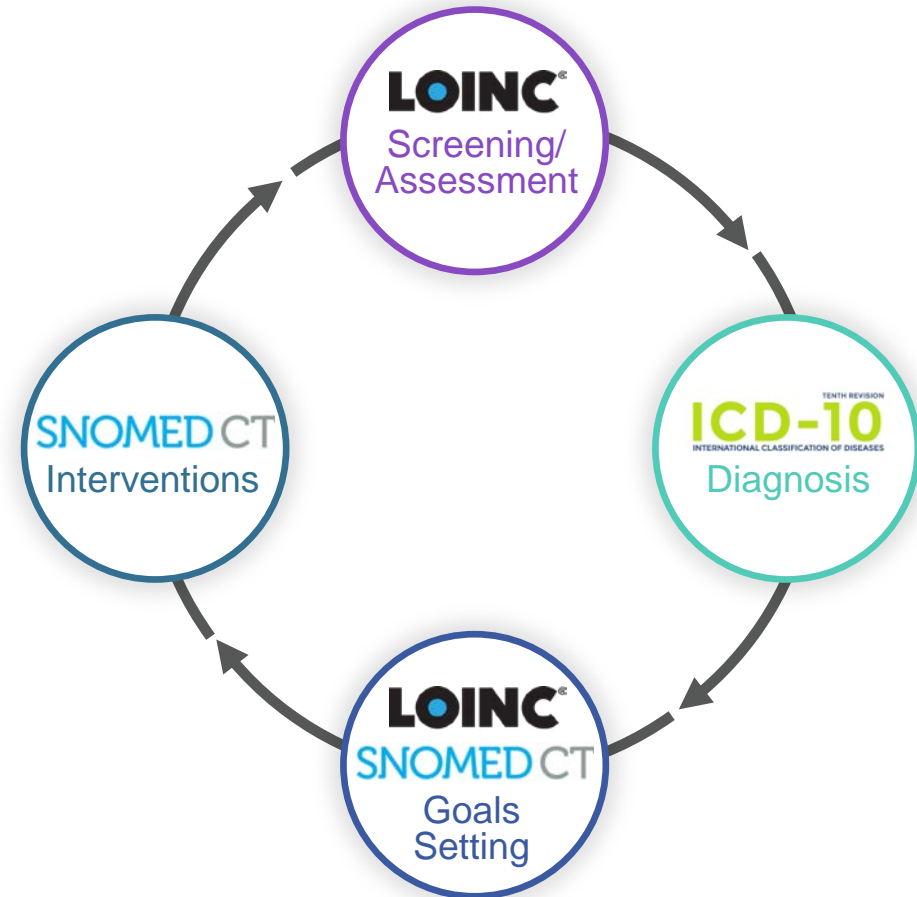 LOINC®
Screening/
Assessment
TENTH REVISION
ICD-10
INTERNATIONAL CLASSIFICATION OF DISEASES
Diagnosis
LOINC®
SNOMED CT
Goals
Setting
SNOMED CT
Interventions